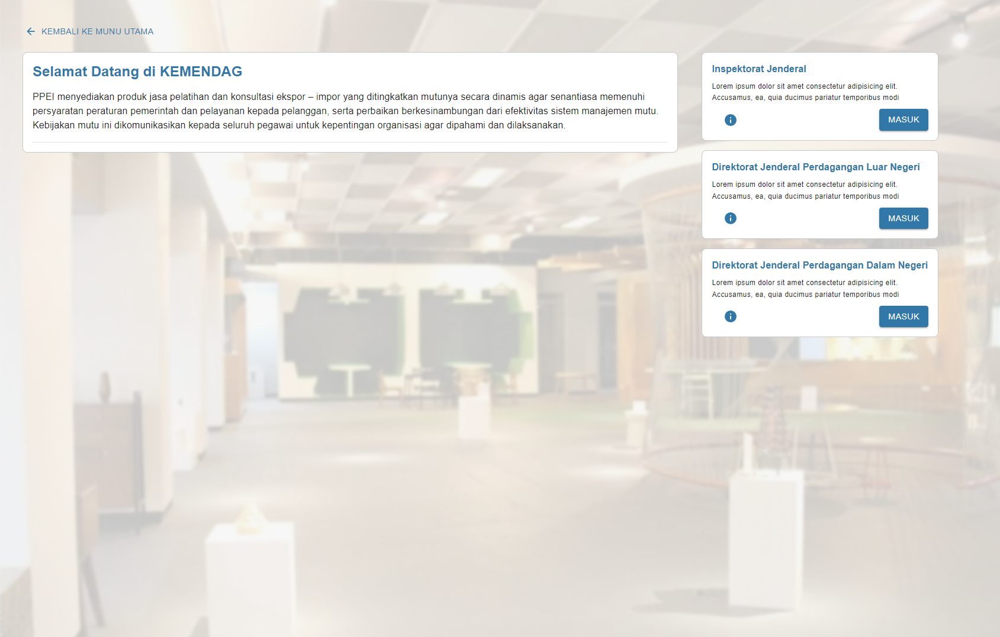 KEMBALI KE MUNU UTAMA
Selamat Datang di KEMENDAG
PPEI menyediakan produk jasa pelatihan dan konsultasi ekspor – impor yang ditingkatkan mutunya secara dinamis agar senantiasa memenuhi
persyaratan peraturan pemerintah dan pelayanan kepada pelanggan, serta perbaikan berkesinambungan dari efektivitas sistem manajemen mutu.
Kebijakan mutu ini dikomunikasikan kepada seluruh pegawai untuk kepentingan organisasi agar dipahami dan dilaksanakan.
Inspektorat Jenderal
Lorem ipsum dolor sit amet consectetur adipisicing elit.
Accusamus, ea, quia ducimus pariatur temporibus modi
MASUK
Direktorat Jenderal Perdagangan Luar Negeri
Lorem ipsum dolor sit amet consectetur adipisicing elit.
Accusamus, ea, quia ducimus pariatur temporibus modi
MASUK
Direktorat Jenderal Perdagangan Dalam Negeri
Lorem ipsum dolor sit amet consectetur adipisicing elit.
Accusamus, ea, quia ducimus pariatur temporibus modi
MASUK